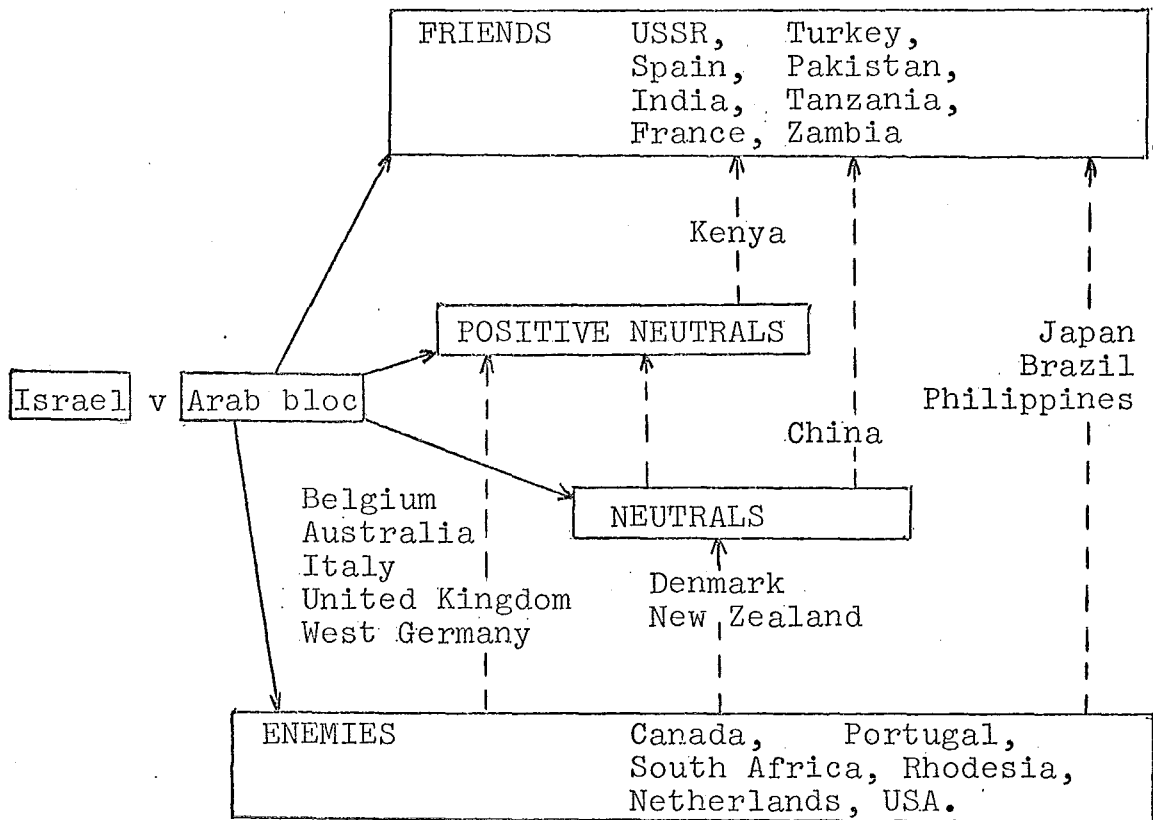 FRIENDS USSR, Turkey,
Spain, Pakistan,
India, Tanzania,
France, Zambia
Kenya
POSITIVE NEUTRALS
Japan
Brazil
Philippines
Israel v Arab bloc
China
Belgium
Australia
Italy
United Kingdom
West Germany
NEUTRALS
Denmark
New Zealand
ENEMIES Canada, Portugal,
South Africa, Rhodesia,
Netherlands, USA.